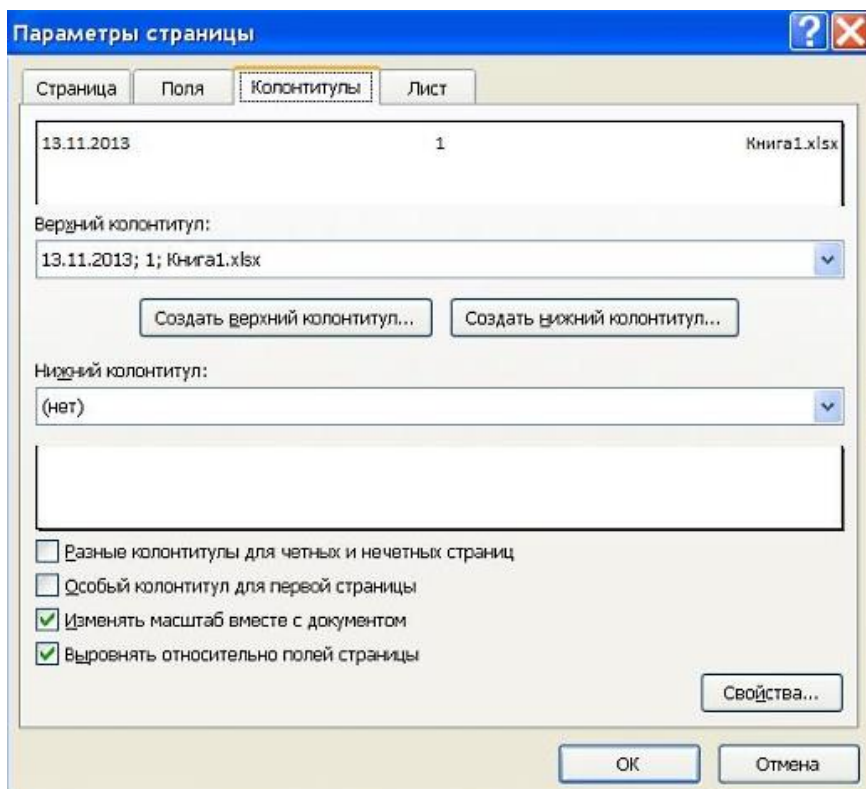 Параметры страницы
Страница Поля Колонтитулы Лист
13.11.2013 1 Книга1.xlsx
Верхний колонтитул:
13.11.2013; 1; Книга1.xlsx
Создать верхний колонтитул... Создать нижний колонтитул...
Нижний колонтитул:
(нет)
Разные колонтитулы для четных и нечетных страниц
Особый колонтитул для первой страницы
Изменять масштаб вместе с документом
Выровнять относительно полей страницы
Свойства...
ОК Отмена